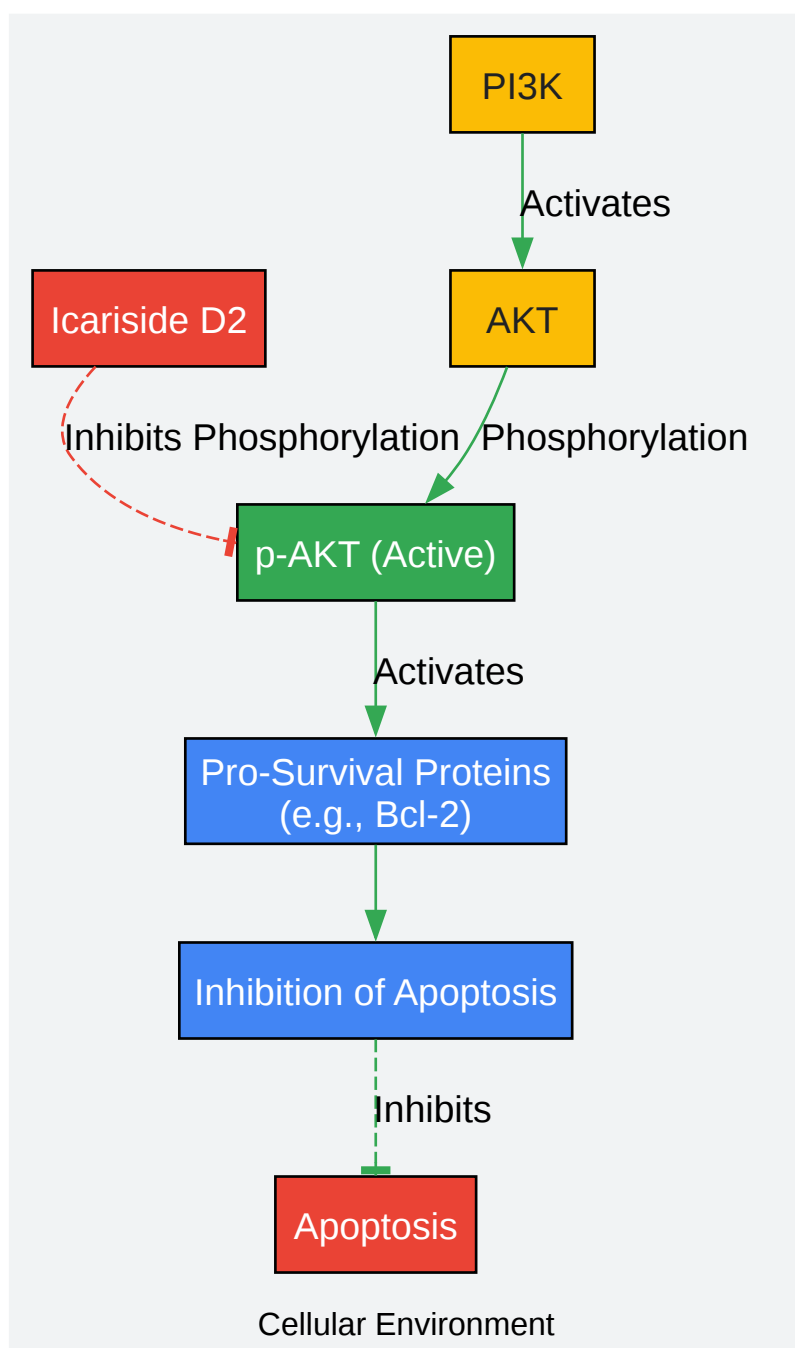 PI3K
Activates
Icariside D2
AKT
Inhibits Phosphorylation
Phosphorylation
p-AKT (Active)
Activates
Pro-Survival Proteins
(e.g., Bcl-2)
Inhibition of Apoptosis
Inhibits
Apoptosis
Cellular Environment